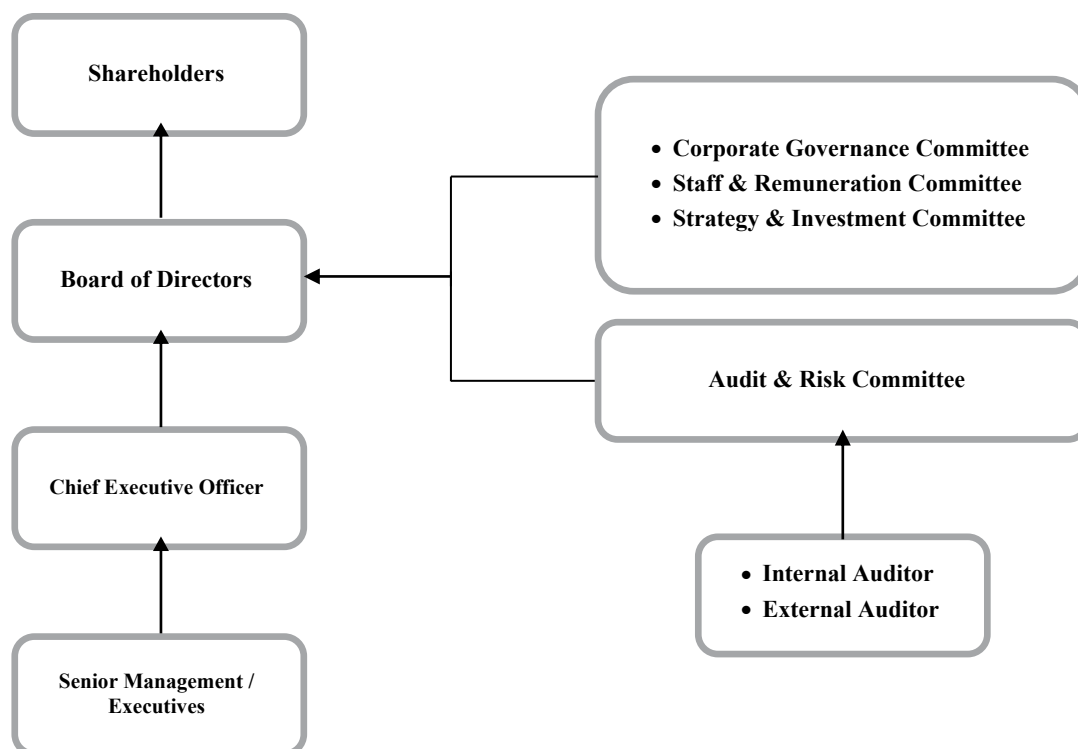 Shareholders
• Corporate Governance Committee
• Staff & Remuneration Committee
• Strategy & Investment Committee
Board of Directors
Audit & Risk Committee
Chief Executive Officer
• Internal Auditor
• External Auditor
Senior Management /
Executives